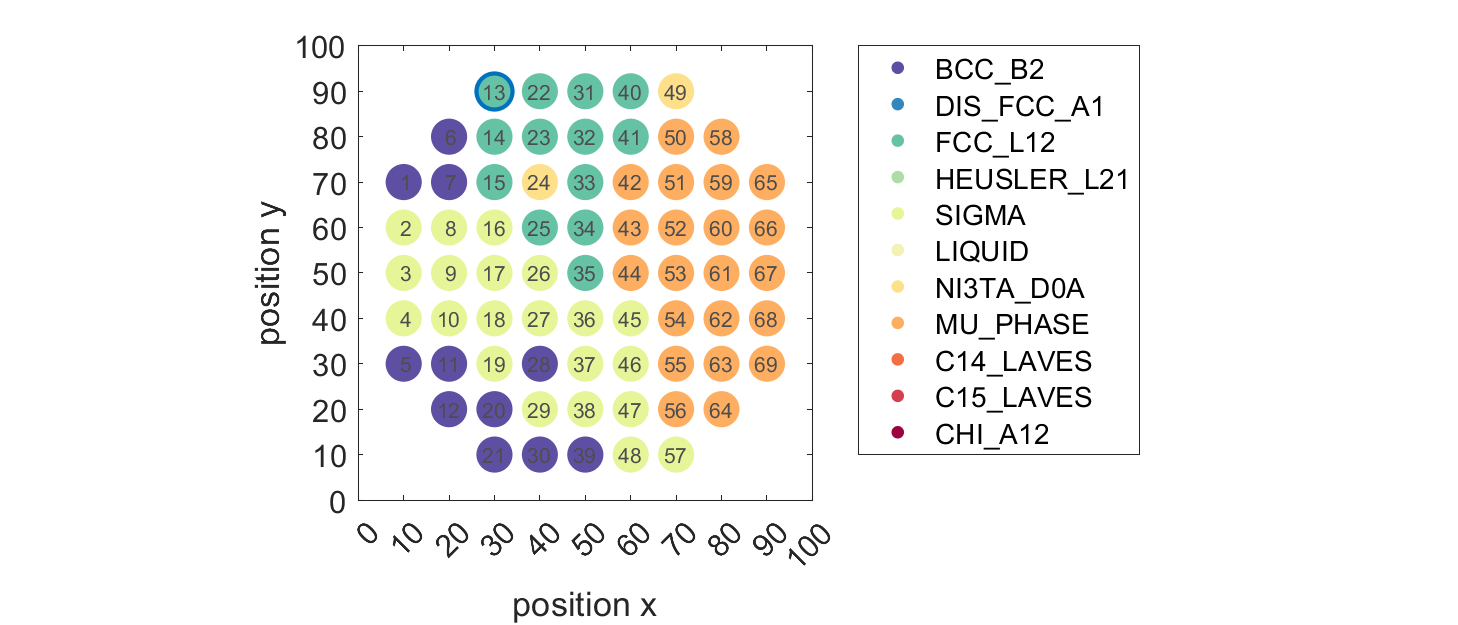 100
90
80
70
60
50
40
30
20
10
0
position y
13 22 31 40 49
6 14 23 32 41 50 58
1 7 15 24 33 42 51 59 65
2 8 16 25 34 43 52 60 66
3 9 17 26 35 44 53 61 67
4 10 18 27 36 45 54 62 68
5 11 19 28 37 46 55 63 69
12 20 29 38 47 56 64
21 30 39 48 57
0 10 20 30 40 50 60 70 80 90 100
position x
BCC_B2
DIS_FCC_A1
FCC_L12
HEUSLER_L21
SIGMA
LIQUID
NI3TA_D0A
MU_PHASE
C14_LAVES
C15_LAVES
CHI_A12